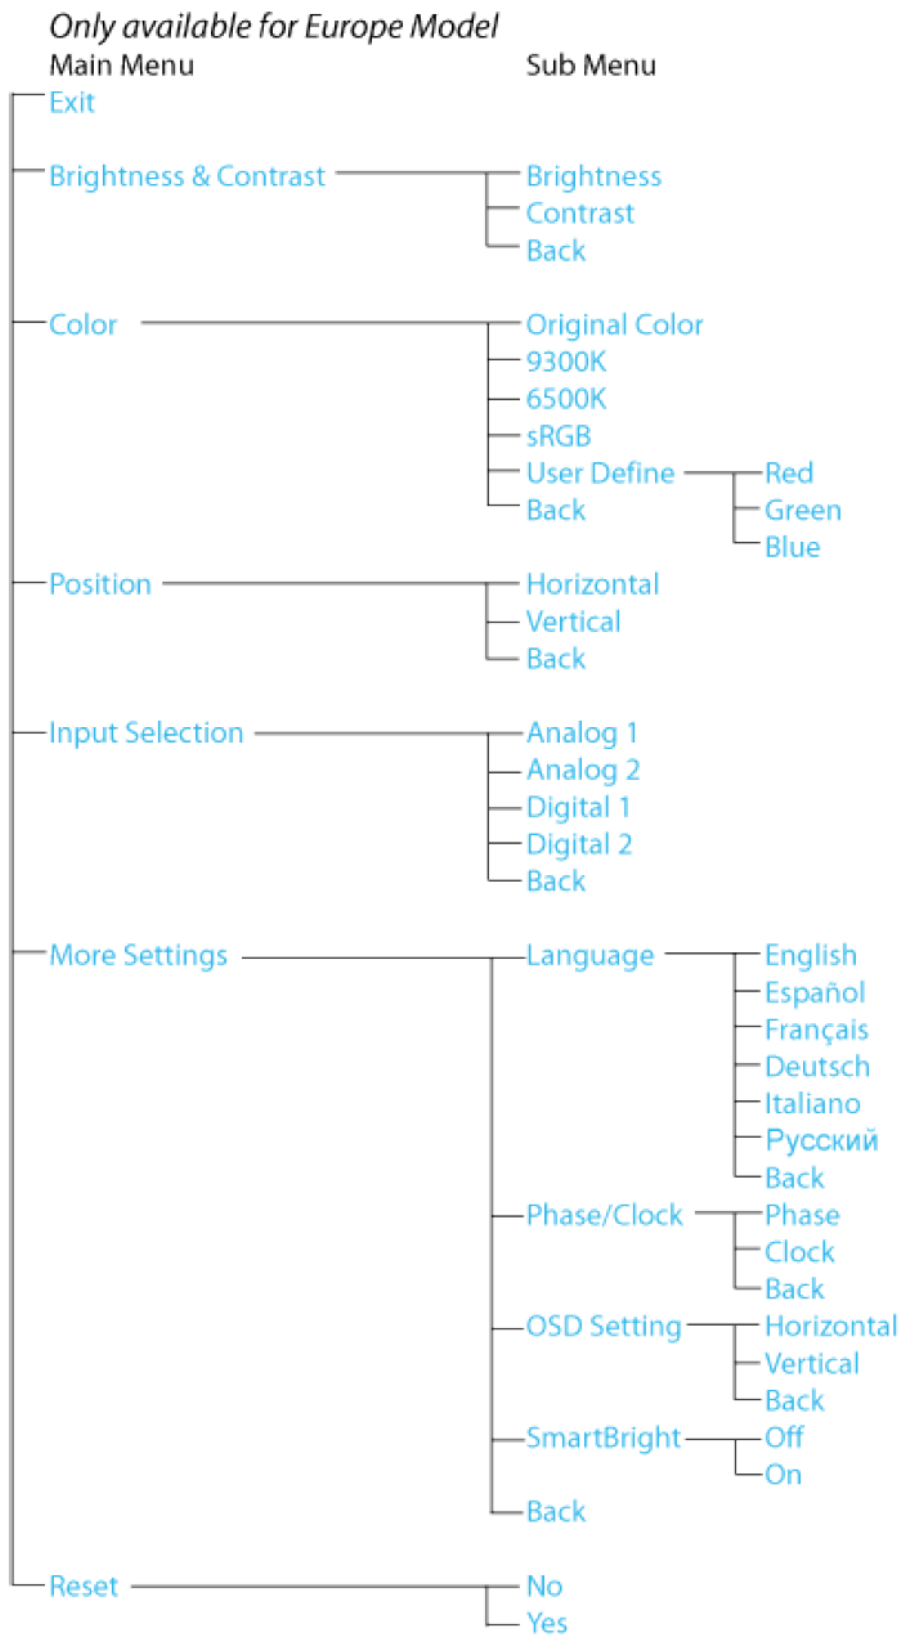 Only available for Europe Model
Main Menu Sub Menu
Exit
Brightness & Contrast Brightness
Contrast
Back
Color Original Color
9300K
6500K
sRGB
User Define Red
Back Green
Blue
Position Horizontal
Vertical
Back
Input Selection Analog 1
Analog 2
Digital 1
Digital 2
Back
More Settings Language English
Español
Français
Deutsch
Italiano
Русский
Back
Phase/Clock Phase
Clock
Back
OSD Setting Horizontal
Vertical
Back
SmartBright Off
On
Back
Reset No
Yes